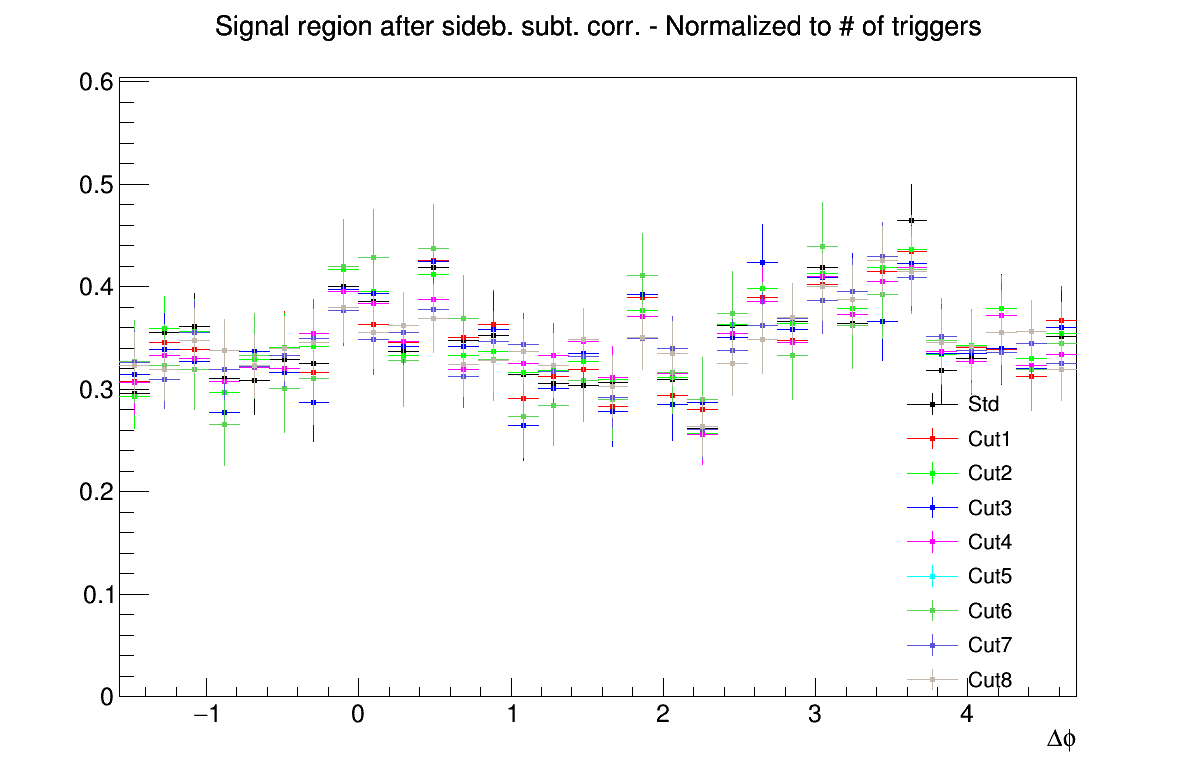 Signal region after sideb. subt. corr. - Normalized to # of triggers
0.6
0.5
0.4
0.3
0.2
0.1
0
−1
0
1
2
3
4
Δϕ
Std
Cut1
Cut2
Cut3
Cut4
Cut5
Cut6
Cut7
Cut8